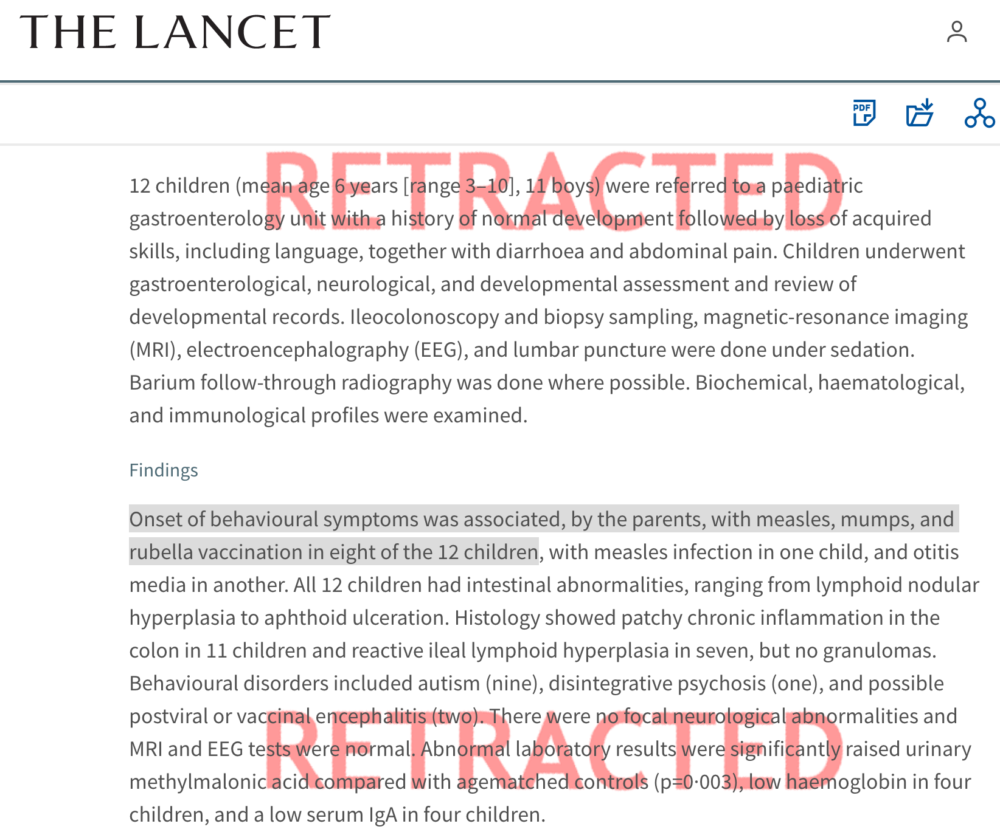 THE LANCET
PDF
RETRACTED
12 children (mean age 6 years [range 3–10], 11 boys) were referred to a paediatric
gastroenterology unit with a history of normal development followed by loss of acquired
skills, including language, together with diarrhoea and abdominal pain. Children underwent
gastroenterological, neurological, and developmental assessment and review of
developmental records. Ileocolonoscopy and biopsy sampling, magnetic-resonance imaging
(MRI), electroencephalography (EEG), and lumbar puncture were done under sedation.
Barium follow-through radiography was done where possible. Biochemical, haematological,
and immunological profiles were examined.
Findings
Onset of behavioural symptoms was associated, by the parents, with measles, mumps, and
rubella vaccination in eight of the 12 children, with measles infection in one child, and otitis
media in another. All 12 children had intestinal abnormalities, ranging from lymphoid nodular
hyperplasia to aphthoid ulceration. Histology showed patchy chronic inflammation in the
colon in 11 children and reactive ileal lymphoid hyperplasia in seven, but no granulomas.
Behavioural disorders included autism (nine), disintegrative psychosis (one), and possible
postviral or vaccinal encephalitis (two). There were no focal neurological abnormalities and
RETRACTED
MRI and EEG tests were normal. Abnormal laboratory results were significantly raised urinary
methylmalonic acid compared with agematched controls (p=0·003), low haemoglobin in four
children, and a low serum IgA in four children.